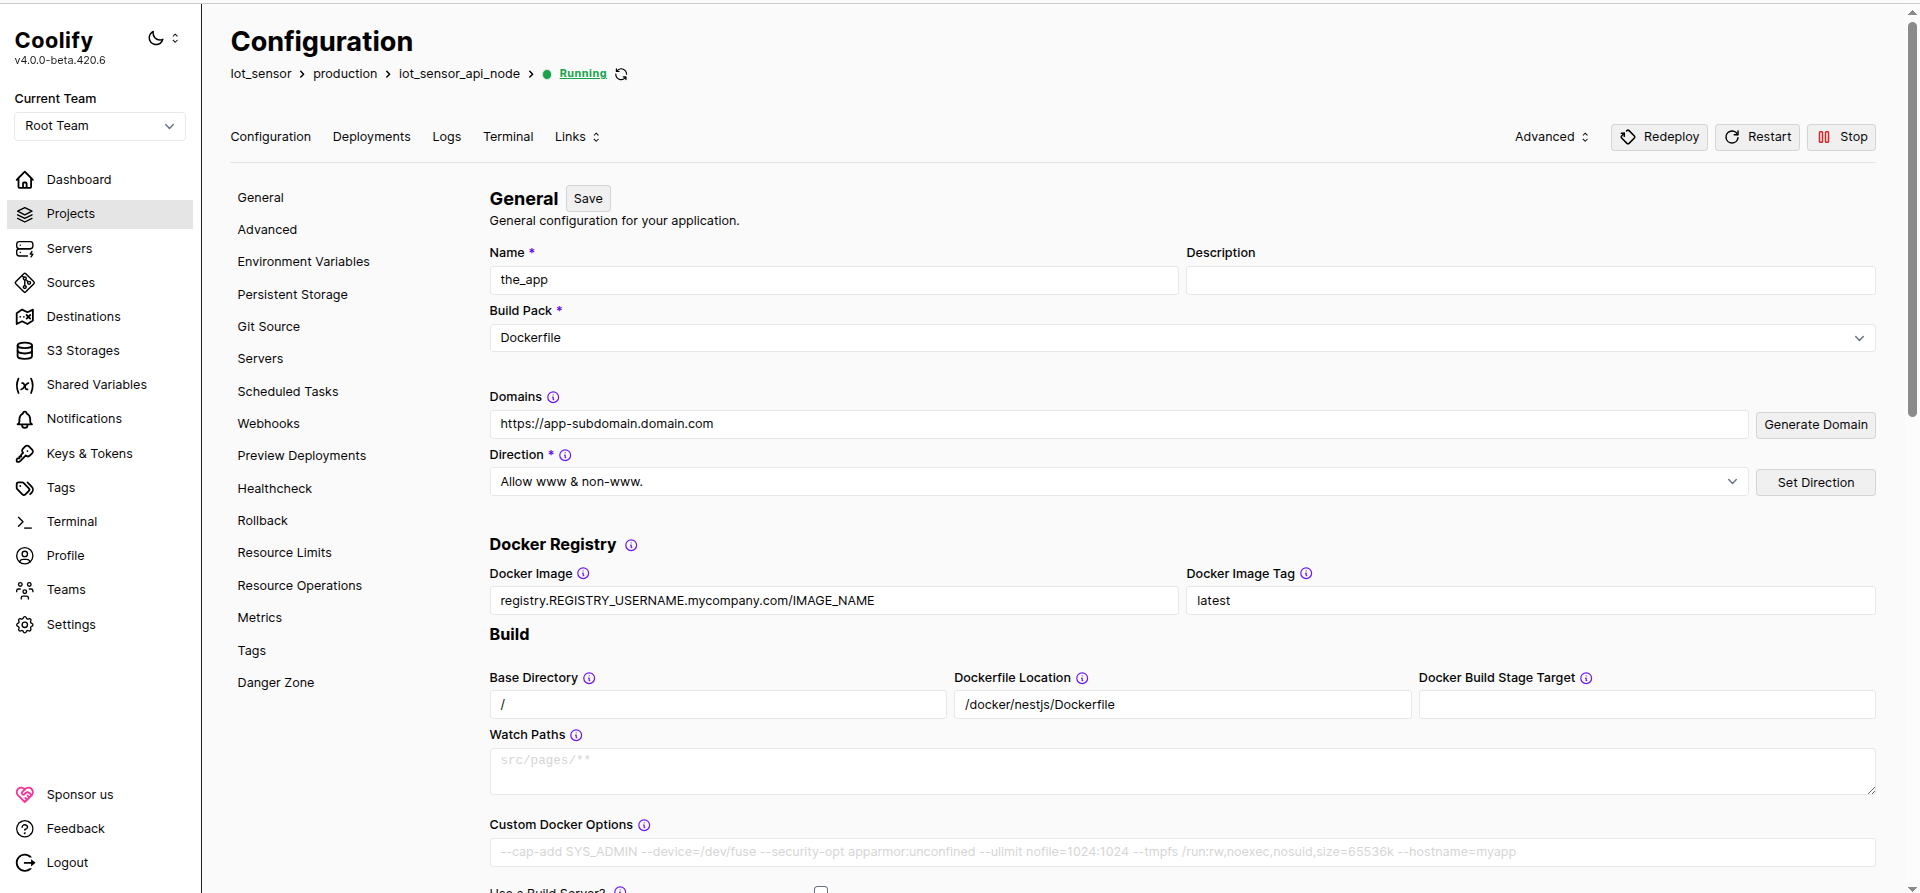 Coolify
v4.0.0-beta.420.6
Current Team
Root Team
Dashboard
Projects
Servers
Sources
Destinations
S3 Storages
Shared Variables
Notifications
Keys & Tokens
Tags
Terminal
Profile
Teams
Settings
Sponsor us
Feedback
Logout
Configuration
Iot_sensor > production > iot_sensor_api_node > Running
Configuration Deployments Logs Terminal Links Advanced Redeploy Restart Stop
General
Advanced
Environment Variables
Persistent Storage
Git Source
Servers
Scheduled Tasks
Webhooks
Preview Deployments
Healthcheck
Rollback
Resource Limits
Resource Operations
Metrics
Tags
Danger Zone
General Save
General configuration for your application.
Name * Description
the_app
Build Pack *
Dockerfile
Domains
https://app-subdomain.domain.com Generate Domain
Direction *
Allow www & non-www. Set Direction
Docker Registry
Docker Image Docker Image Tag
registry.REGISTRY_USERNAME.mycompany.com/IMAGE_NAME latest
Build
Base Directory Dockerfile Location Docker Build Stage Target
/ /docker/nestjs/Dockerfile
Watch Paths
src/pages/**
Custom Docker Options
--cap-add SYS_ADMIN --device=/dev/fuse --security-opt apparmor:unconfined --ulimit nofile=1024:1024 --tmpfs /run:rw,noexec,nosuid,size=65536k --hostname=myapp
Use a Build Server?